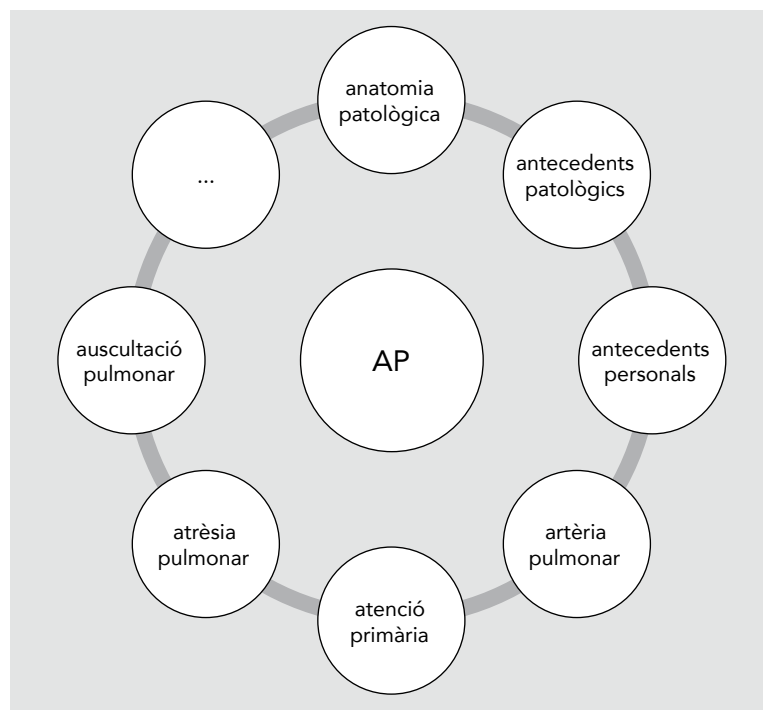 anatomia
patològica
antecedents
patològics
antecedents
personals
artèria
pulmonar
atenció
primària
atrèsia
pulmonar
auscultació
pulmonar
...
AP